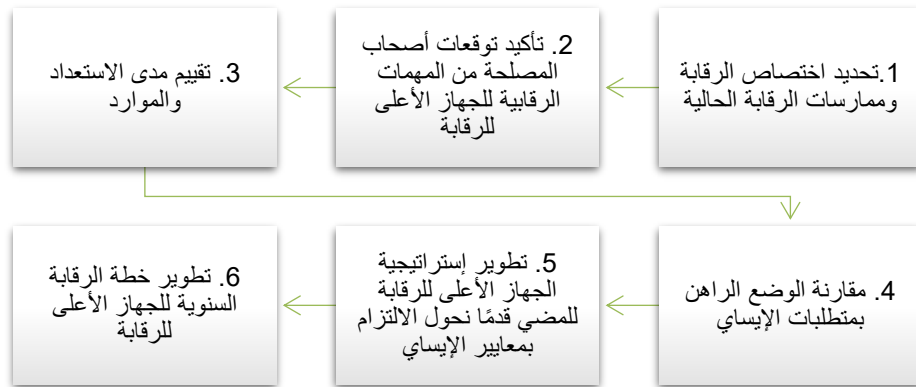 1.تحديد اختصاص الرقابة
وممارسات الرقابة الحالية
2. تأكيد توقعات أصحاب
المصلحة من المهمات
الرقابية للجهاز الأعلى
للرقابة
3. تقييم مدى الاستعداد
والموارد
4. مقارنة الوضع الراهن
بمتطلبات الإيساي
5. تطوير إستراتيجية
الجهاز الأعلى للرقابة
للمضي قدمًا نحول الالتزام
بمعايير الإيساي
6. تطوير خطة الرقابة
السنوية للجهاز الأعلى
للرقابة